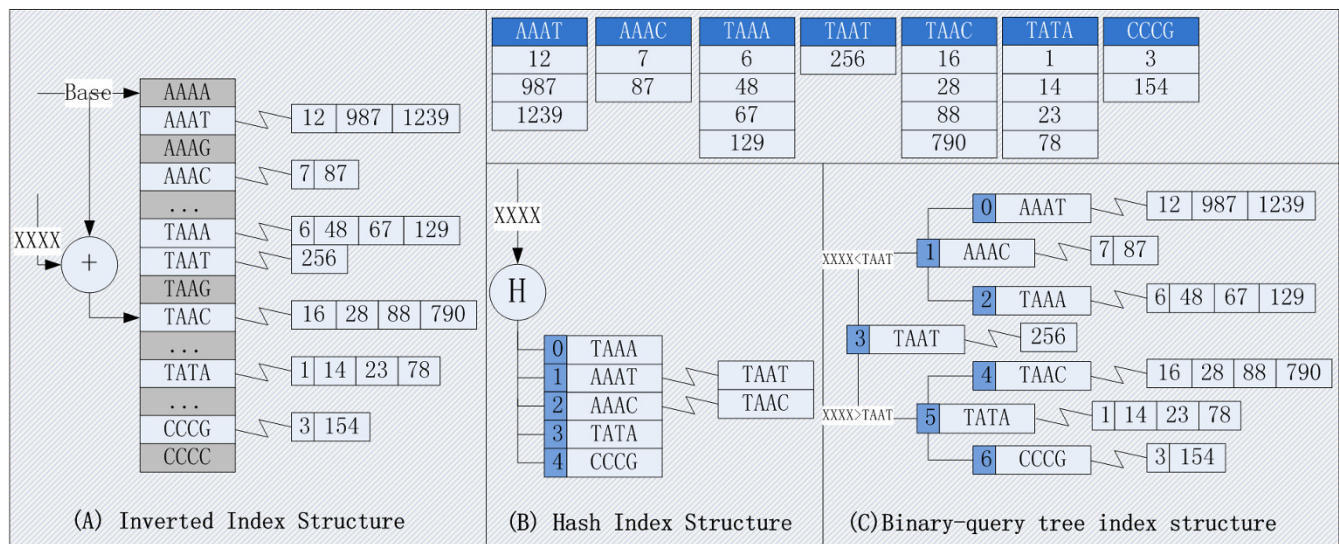 Base
XXXX
+
AAAA
AAAT 12 987 1239
AAAG
AAAC 7 87
...
TAAA 6 48 67 129
TAAT 256
TAAG
TAAC 16 28 88 790
...
TATA 1 14 23 78
...
CCCG 3 154
CCCC
(A) Inverted Index Structure
AAAT AAAC TAAA TAAT TAAC TATA CCCG
12 7 6 256 16 1 3
987 87 48 28 14 154
1239 67 88 23
129 790 78
XXXX
H
0 TAAA
1 AAAT TAAT
2 AAAC TAAC
3 TATA
4 CCCG
(B) Hash Index Structure
0 AAAT 12 987 1239
XXXX<TAAT 1 AAAC 7 87
2 TAAA 6 48 67 129
3 TAAT 256
4 TAAC 16 28 88 790
XXXX>TAAT 5 TATA 1 14 23 78
6 CCCG 3 154
(C)Binary-query tree index structure